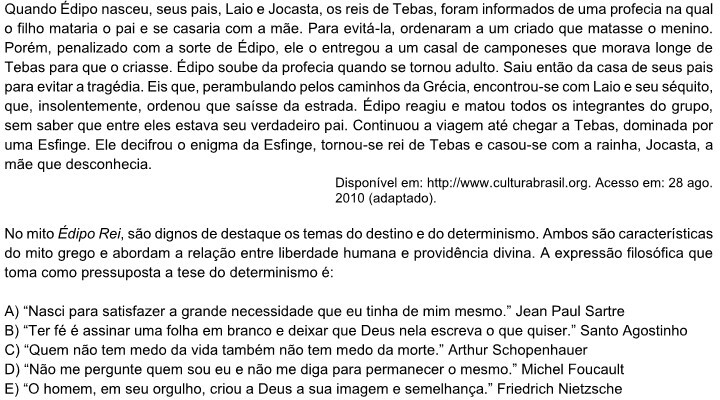 Quando Édipo nasceu, seus pais, Laio e Jocasta, os reis de Tebas, foram informados de uma profecia na qual
o filho mataria o pai e se casaria com a mãe. Para evitá-la, ordenaram a um criado que matasse o menino.
Porém, penalizado com a sorte de Édipo, ele o entregou a um casal de camponeses que morava longe de
Tebas para que o criasse. Édipo soube da profecia quando se tornou adulto. Saiu então da casa de seus pais
para evitar a tragédia. Eis que, perambulando pelos caminhos da Grécia, encontrou-se com Laio e seu séquito,
que, insolentemente, ordenou que saísse da estrada. Édipo reagiu e matou todos os integrantes do grupo,
sem saber que entre eles estava seu verdadeiro pai. Continuou a viagem até chegar a Tebas, dominada por
uma Esfinge. Ele decifrou o enigma da Esfinge, tornou-se rei de Tebas e casou-se com a rainha, Jocasta, a
mãe que desconhecia.
Disponível em: http://www.culturabrasil.org. Acesso em: 28 ago.
2010 (adaptado).
No mito Édipo Rei, são dignos de destaque os temas do destino e do determinismo. Ambos são características
do mito grego e abordam a relação entre liberdade humana e providência divina. A expressão filosófica que
toma como pressuposta a tese do determinismo é:
A) “Nasci para satisfazer a grande necessidade que eu tinha de mim mesmo.” Jean Paul Sartre
B) “Ter fé é assinar uma folha em branco e deixar que Deus nela escreva o que quiser.” Santo Agostinho
C) “Quem não tem medo da vida também não tem medo da morte.” Arthur Schopenhauer
D) “Não me pergunte quem sou eu e não me diga para permanecer o mesmo.” Michel Foucault
E) “O homem, em seu orgulho, criou a Deus a sua imagem e semelhança.” Friedrich Nietzsche